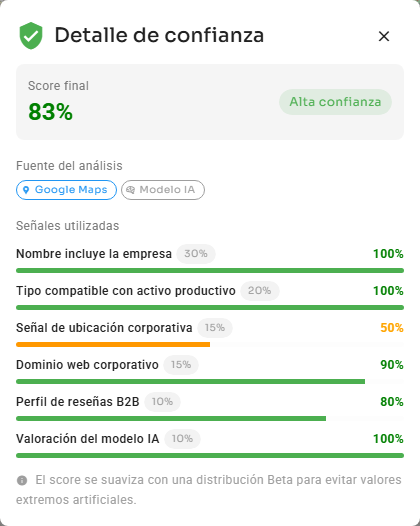 Detalle de confianza
Score final
83%
Alta confianza
Fuente del análisis
Google Maps
Modelo IA
Señales utilizadas
Nombre incluye la empresa 30% 100%
Tipo compatible con activo productivo 20% 100%
Señal de ubicación corporativa 15% 50%
Dominio web corporativo 15% 90%
Perfil de reseñas B2B 10% 80%
Valoración del modelo IA 10% 100%
El score se suaviza con una distribución Beta para evitar valores
extremos artificiales.